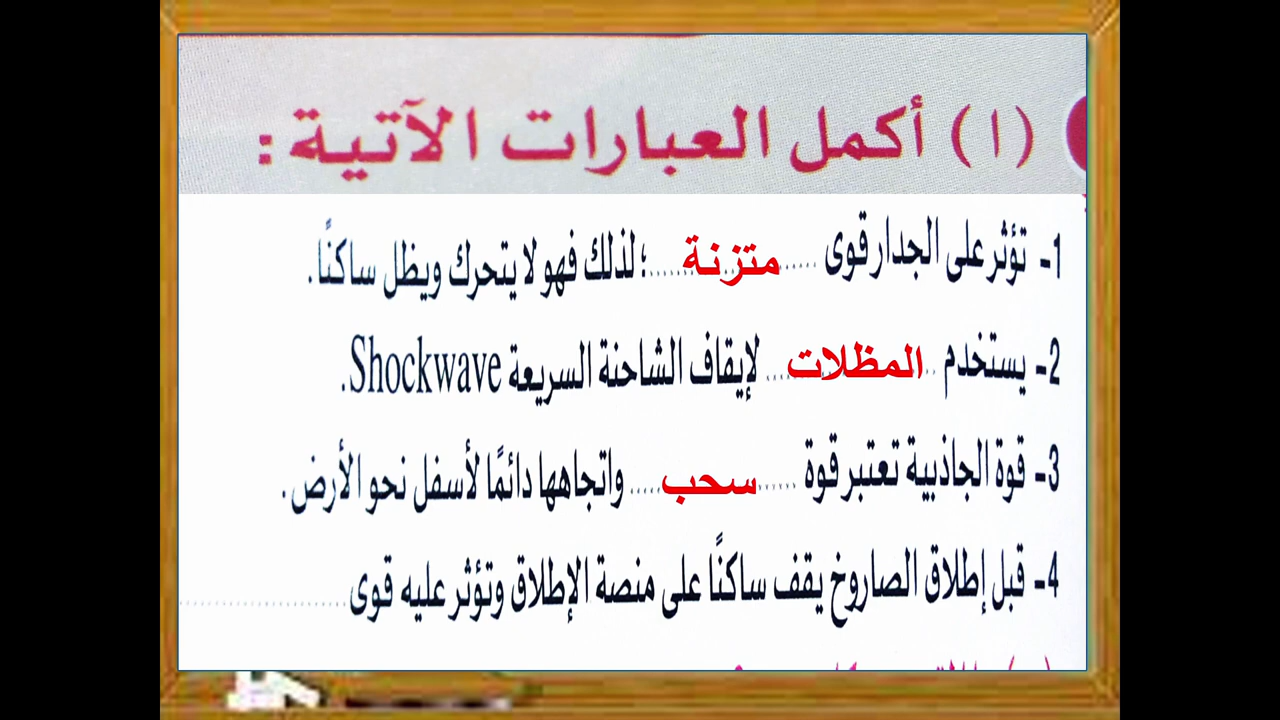 (١) أكمل العبارات الآتية :
1- تؤثر على الجدار قوى ...... متزنة ......؛ لذلك فهو لا يتحرك ويظل ساكنًا.
2- يستخدم .. المظلات .... لإيقاف الشاحنة السريعة Shockwave.
3- قوة الجاذبية تعتبر قوة ...... سحب ..... واتجاهها دائمًا لأسفل نحو الأرض.
4- قبل إطلاق الصاروخ يقف ساكنًا على منصة الإطلاق وتؤثر عليه قوى ......................